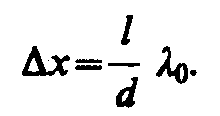 Δx = l/d λ₀.